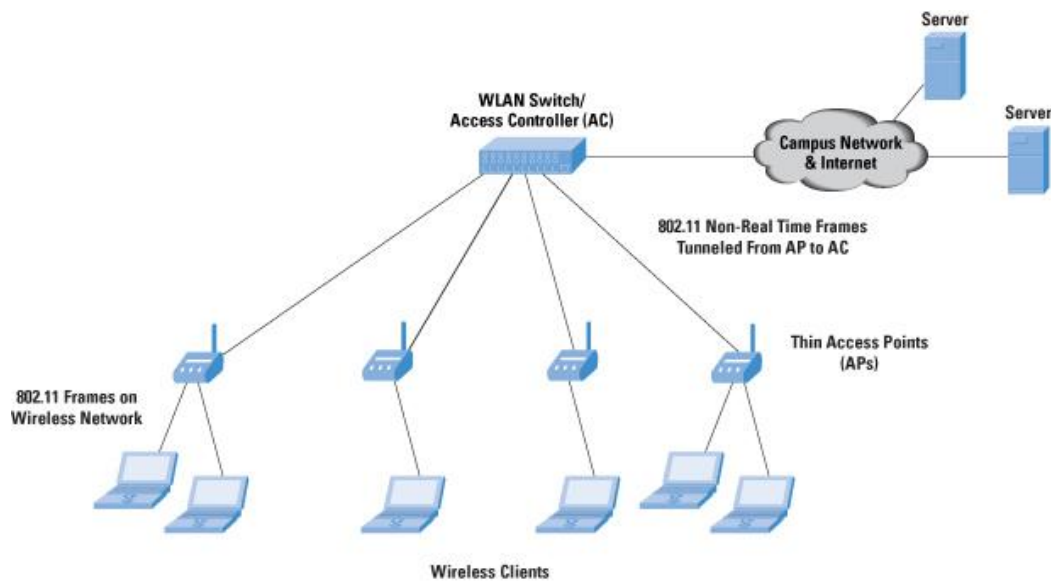 Server
Server
WLAN Switch/
Access Controller (AC)
Campus Network
& Internet
802.11 Non-Real Time Frames
Tunneled From AP to AC
Thin Access Points
(APs)
802.11 Frames on
Wireless Network
Wireless Clients